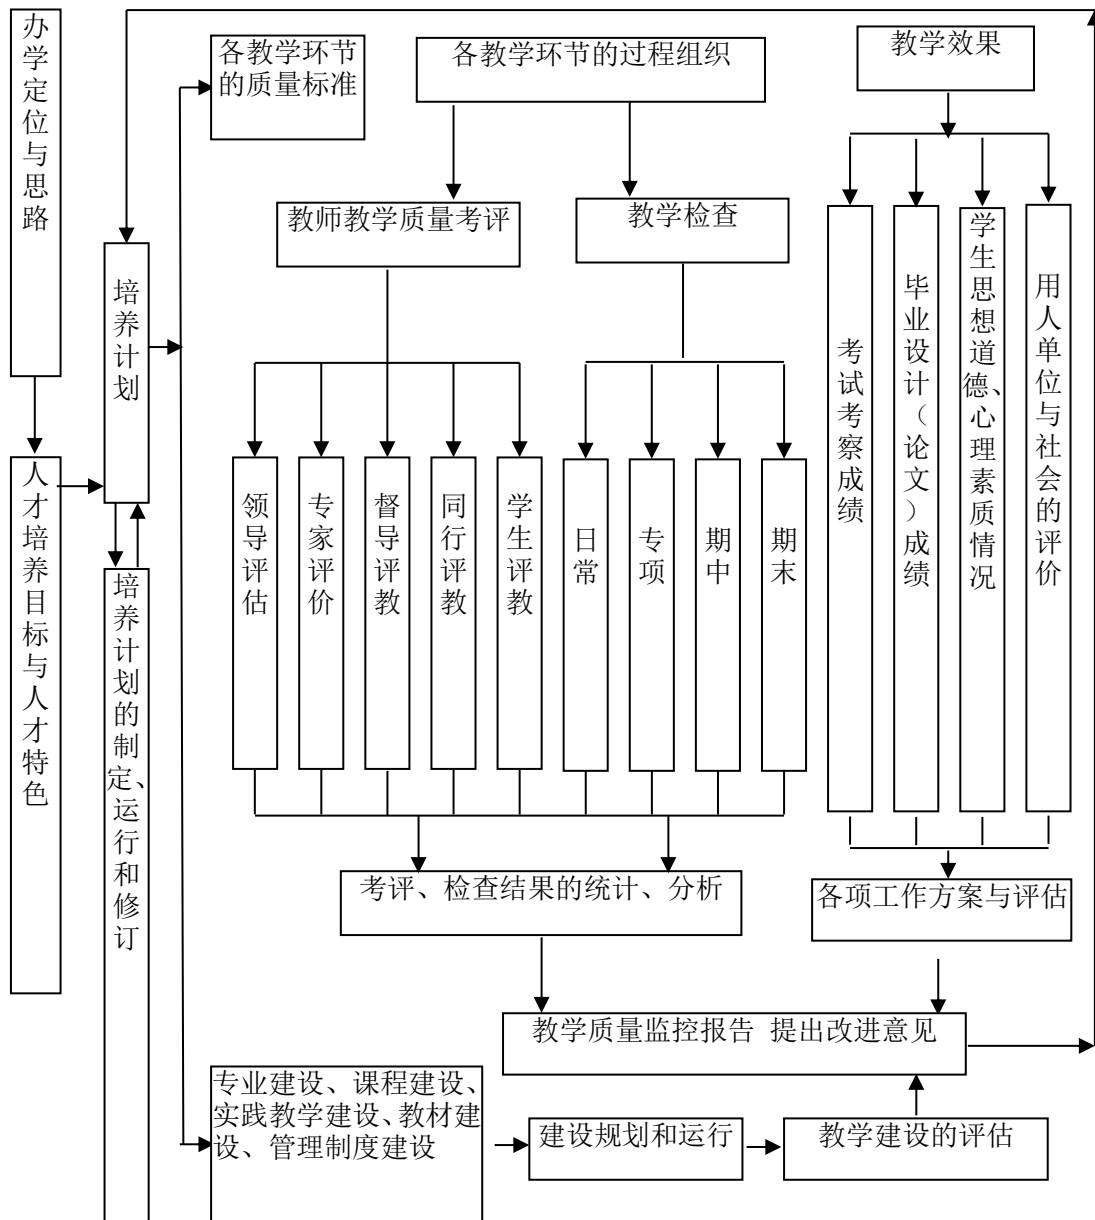 办学定位与思路
各教学环节
的质量标准
各教学环节的过程组织
教学效果
教师教学质量考评
教学检查
培养计划
考试考察成绩
毕业设计（论文）成绩
学生思想道德、心理素质情况
用人单位与社会的评价
人才培养目标与人才特色
领导评估
专家评价
督导评教
同行评教
学生评教
日常
专项
期中
期末
培养计划的制定、运行和修订
考评、检查结果的统计、分析
各项工作方案与评估
教学质量监控报告 提出改进意见
专业建设、课程建设、
实践教学建设、教材建
设、管理制度建设
建设规划和运行
教学建设的评估